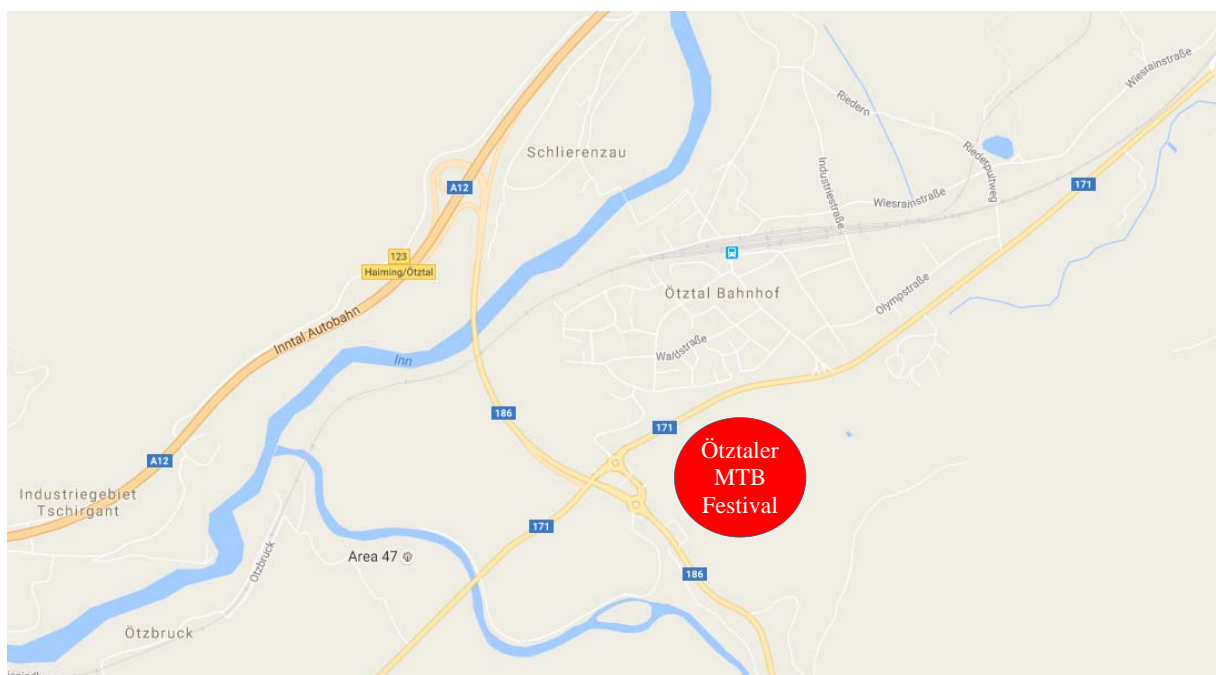 Wiesrainstraße
Riedern
Schlierenzau
Riederpuitweg
Industriestraße
171
A12
Wiesrainstraße
123
Haiming/Ötztal
Ötztal Bahnhof
Olympstraße
Inntal Autobahn
Waldstraße
Inn
186
171
Ötztaler
MTB
Festival
A12
Industriegebiet
Tschirgant
171
Area 47
Ötzbruck
186
Ötzbruck